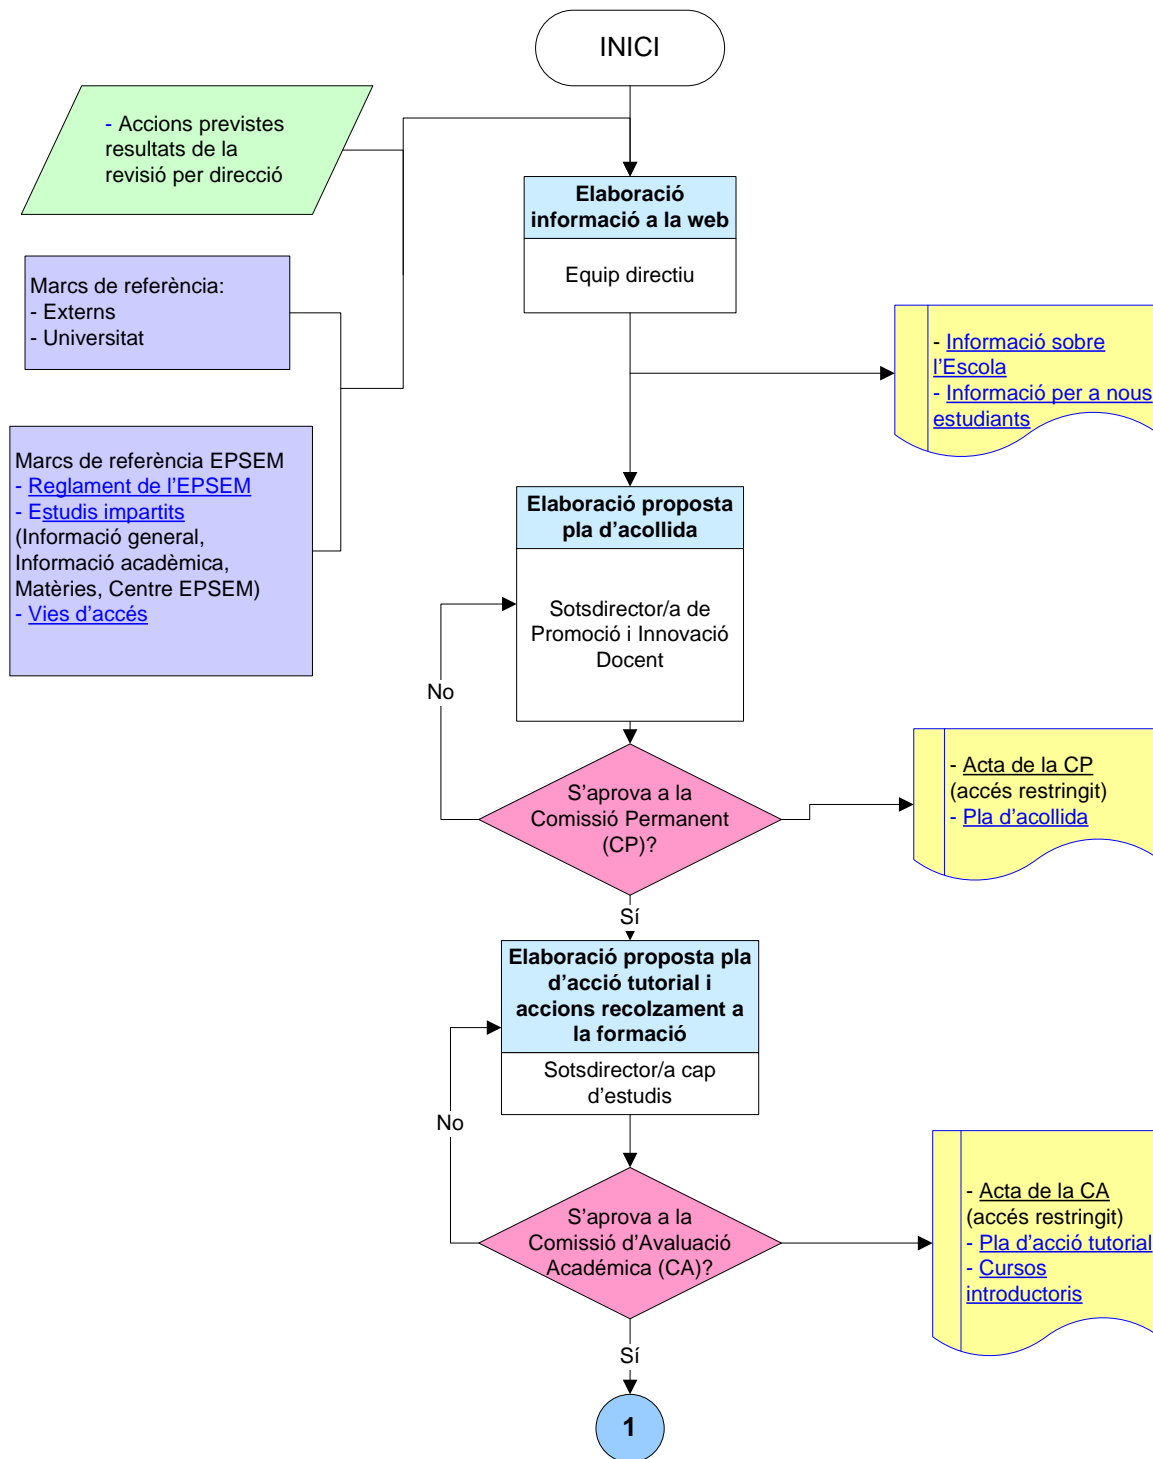 INICI
- Accions previstes
resultats de la
revisió per direcció
Elaboració
informació a la web
Equip directiu
Marcs de referència:
- Externs
- Universitat
- Informació sobre
l'Escola
- Informació per a nous
estudiants
Marcs de referència EPSEM
- Reglament de l'EPSEM
- Estudis impartits
(Informació general,
Informació acadèmica,
Matèries, Centre EPSEM)
- Vies d'accés
Elaboració proposta
pla d'acollida
Sotsdirector/a de
Promoció i Innovació
Docent
No
S'aprova a la
Comissió Permanent
(CP)?
- Acta de la CP
(accés restringit)
- Pla d'acollida
Sí
Elaboració proposta pla
d'acció tutorial i
accions recolzament a
la formació
Sotsdirector/a cap
d'estudis
No
S'aprova a la
Comissió d'Avaluació
Académica (CA)?
- Acta de la CA
(accés restringit)
- Pla d'acció tutorial
- Cursos
introductoris
Sí
1